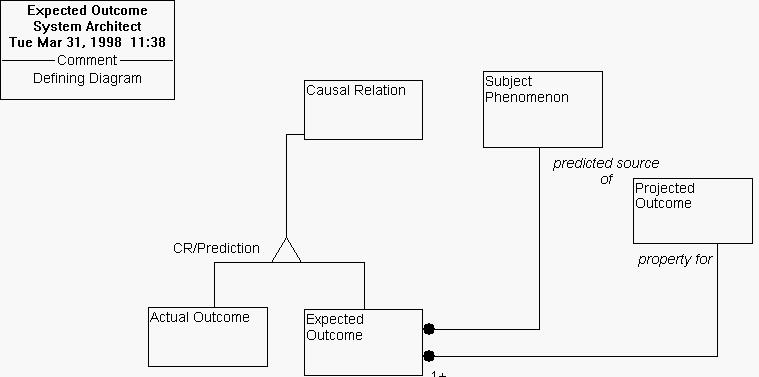 Expected Outcome
System Architect
Tue Mar 31, 1998  11:38
Comment
Defining Diagram
Causal Relation
Subject
Phenomenon
predicted source
of
Projected
Outcome
CR/Prediction
property for
Actual Outcome
Expected
Outcome
1+